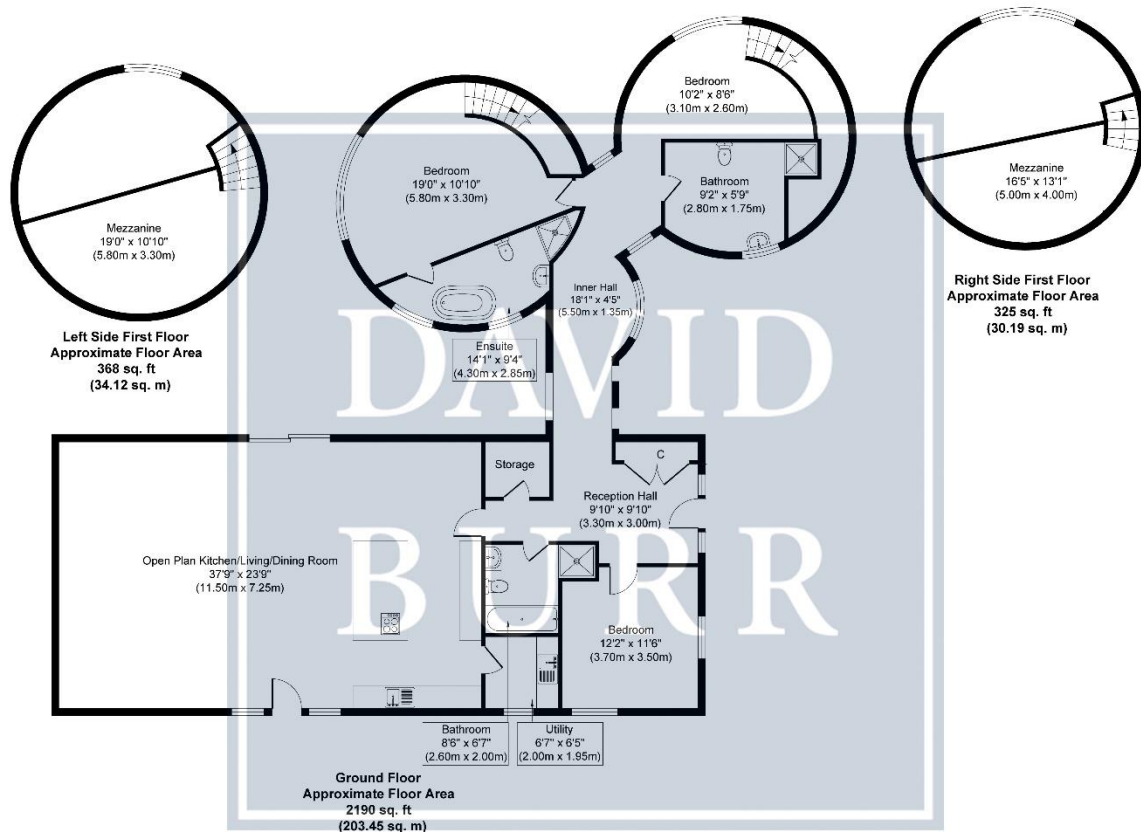 Mezzanine
19'0" x 10'10"
(5.80m x 3.30m)
Left Side First Floor
Approximate Floor Area
368 sq. ft
(34.12 sq. m)
Bedroom
19'0" x 10'10"
(5.80m x 3.30m)
Bedroom
10'2" x 8'6"
(3.10m x 2.60m)
Bathroom
9'2" x 5'9"
(2.80m x 1.75m)
Mezzanine
16'5" x 13'1"
(5.00m x 4.00m)
Right Side First Floor
Approximate Floor Area
325 sq. ft
(30.19 sq. m)
Inner Hall
18'1" x 4'5"
(5.50m x 1.35m)
Ensuite
14'1" x 9'4"
(4.30m x 2.85m)
DAVID
BURR
Storage
C
Reception Hall
9'10" x 9'10"
(3.30m x 3.00m)
Open Plan Kitchen/Living/Dining Room
37'9" x 23'9"
(11.50m x 7.25m)
Bedroom
12'2" x 11'6"
(3.70m x 3.50m)
Bathroom
8'6" x 6'7"
(2.60m x 2.00m)
Utility
6'7" x 6'5"
(2.00m x 1.95m)
Ground Floor
Approximate Floor Area
2190 sq. ft
(203.45 sq. m)